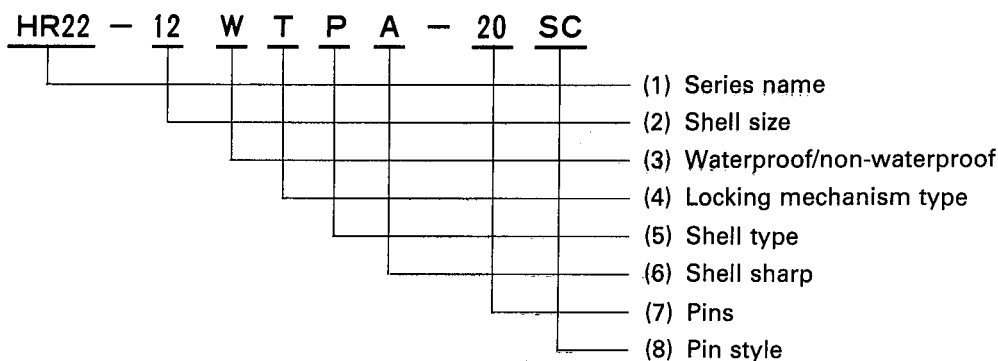 HR22 - 12 W T P A - 20 SC
(1) Series name
(2) Shell size
(3) Waterproof/non-waterproof
(4) Locking mechanism type
(5) Shell type
(6) Shell sharp
(7) Pins
(8) Pin style